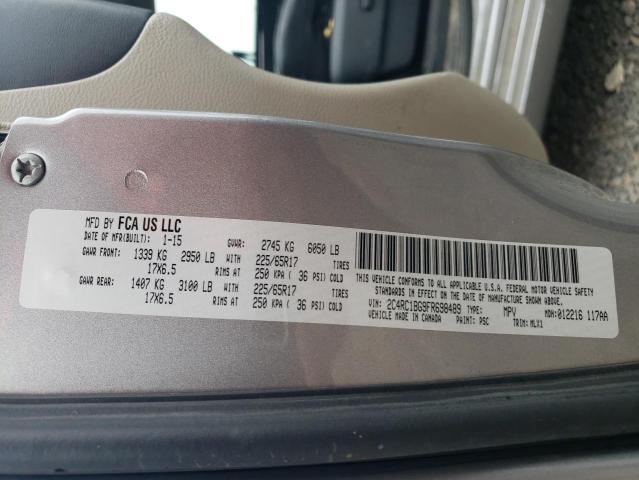 MFD BY FCA US LLC
DATE OF MFR(BUILT): 1-15 GVWR: 2745 KG 6050 LB
GAWR FRONT: 1339 KG 2950 LB WITH 225/65R17 TIRES
17X6.5 RIMS AT 250 KPA ( 36 PSI) COLD
GAWR REAR: 1407 KG 3100 LB WITH 225/65R17 TIRES
17X6.5 RIMS AT 250 KPA ( 36 PSI) COLD
THIS VEHICLE CONFORMS TO ALL APPLICABLE U.S.A. FEDERAL MOTOR VEHICLE SAFETY
STANDARDS IN EFFECT ON THE DATE OF MANUFACTURE SHOWN ABOVE
VIN: 2C4RC1BG9FR698489 TYPE: MPV MDH: 012216 117AA
VEHICLE MADE IN CANADA PAINT: PSC TRIM: MLX1